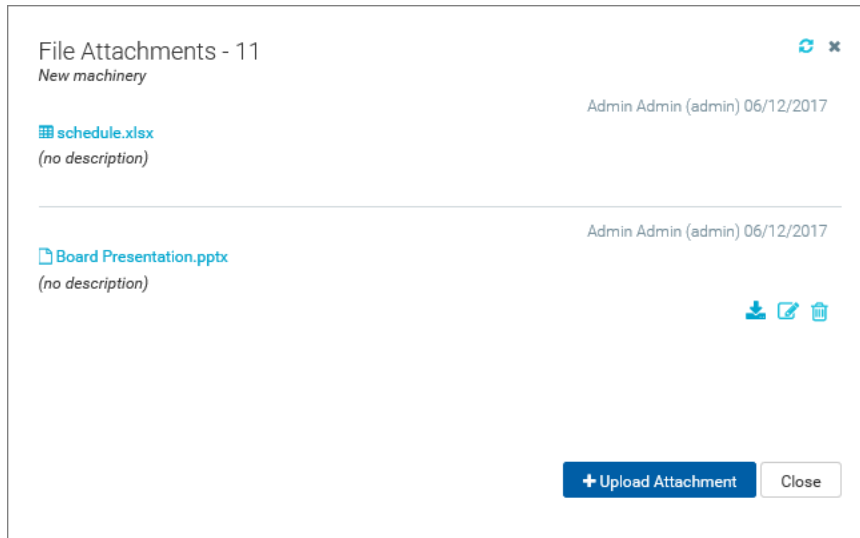 File Attachments - 11
New machinery
Admin Admin (admin) 06/12/2017
schedule.xlsx
(no description)
Admin Admin (admin) 06/12/2017
Board Presentation.pptx
(no description)
Upload Attachment
Close